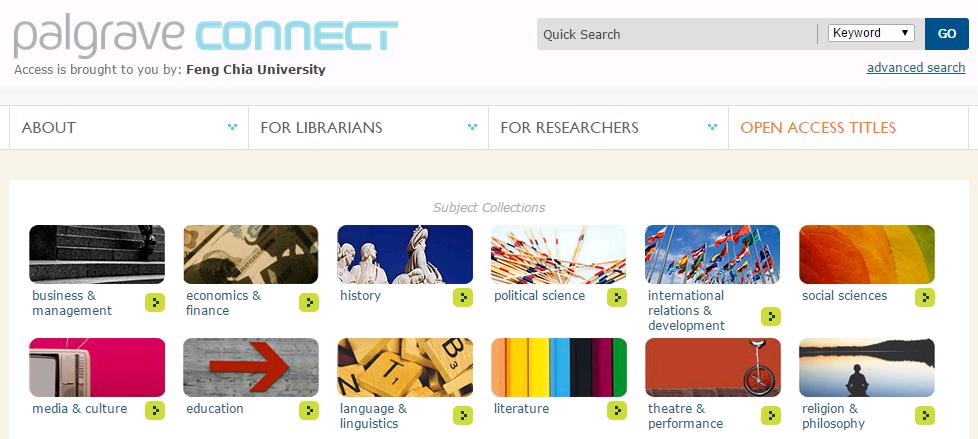 palgrave connect
Quick Search
Keyword
GO
Access is brought to you by: Feng Chia University
advanced search
ABOUT
FOR LIBRARIANS
FOR RESEARCHERS
OPEN ACCESS TITLES
Subject Collections
business &
management
economics &
finance
history
political science
international
relations &
development
social sciences
N
T1
B3
media & culture
education
language &
linguistics
literature
theatre &
performance
religion &
philosophy